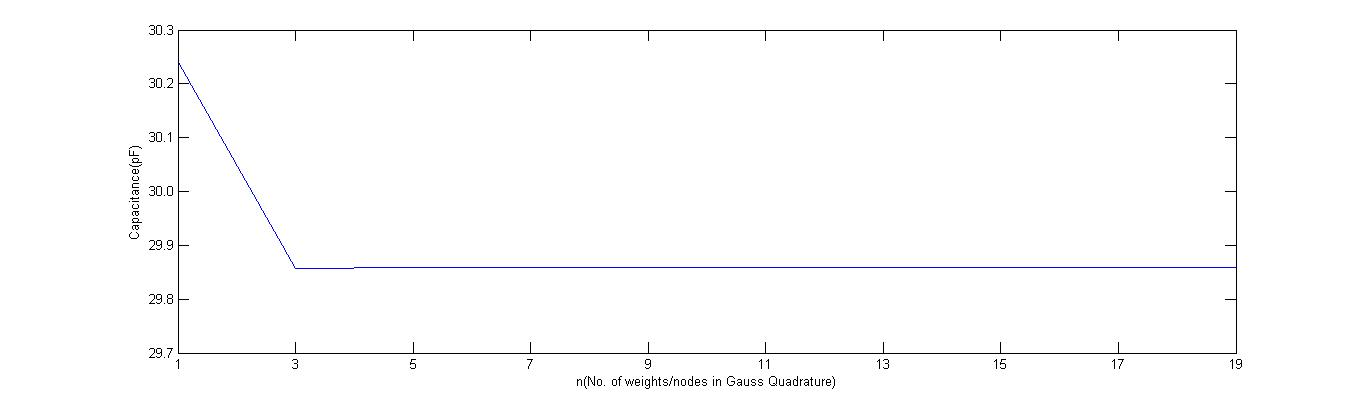 30.3
30.2
30.1
30.0
29.9
29.8
29.7
Capacitance(pF)
1 3 5 7 9 11 13 15 17 19
n(No. of weights/nodes in Gauss Quadrature)